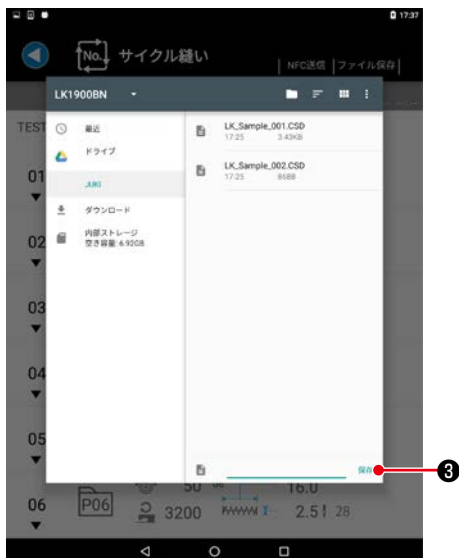 17:37
No. サイクル縫い
NFC送信 ファイル保存
LK1900BN
TEST
最近
ドライブ
JUKI
ダウンロード
内部ストレージ
空き容量: 6.92GB
LK_Sample_001.CSD
17:25 3.43KB
LK_Sample_002.CSD
17:25 868B
01
02
03
04
05
保存
3
06 P06
50 16.0
3200 2.5 28